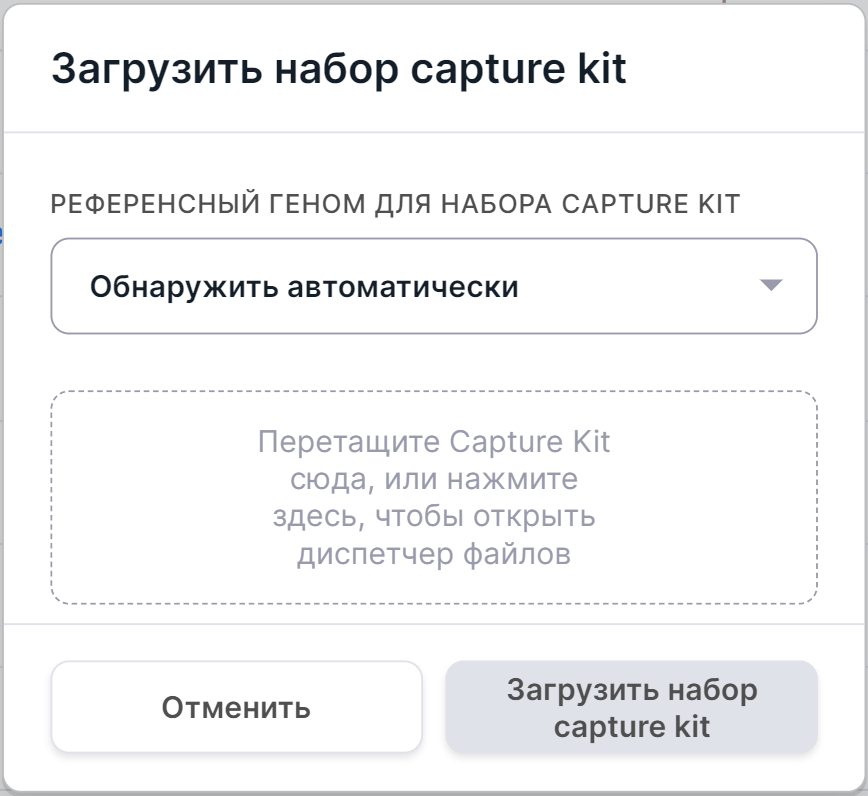 Загрузить набор capture kit
РЕФЕРЕНСНЫЙ ГЕНОМ ДЛЯ НАБОРА CAPTURE KIT
Обнаружить автоматически
Перетащите Capture Kit
сюда, или нажмите
здесь, чтобы открыть
диспетчер файлов
Отменить
Загрузить набор
capture kit